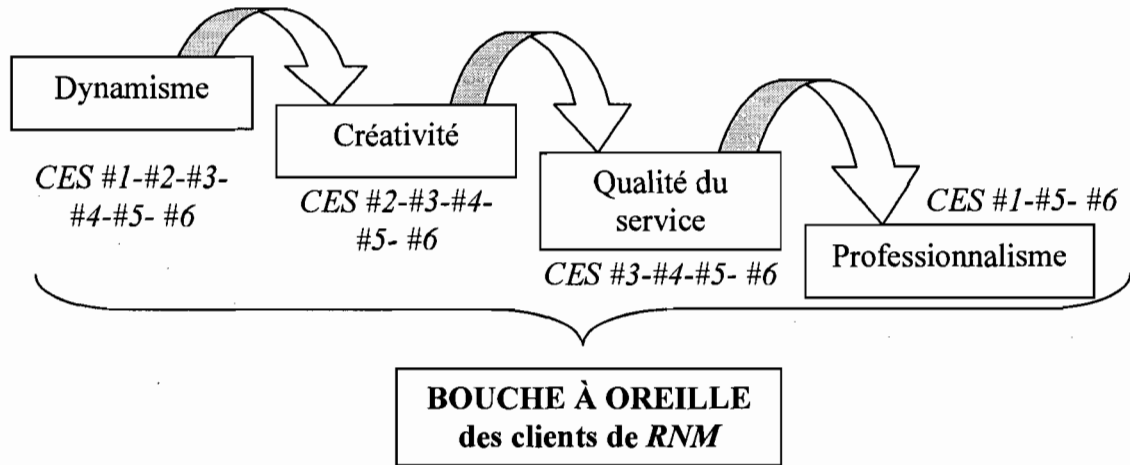 Dynamisme
CES #1-#2-#3-
#4-#5- #6
Créativité
CES #2-#3-#4-
#5- #6
Qualité du
service
CES #3-#4-#5- #6
CES #1-#5- #6
Professionnalisme
BOUCHE À OREILLE
des clients de RNM